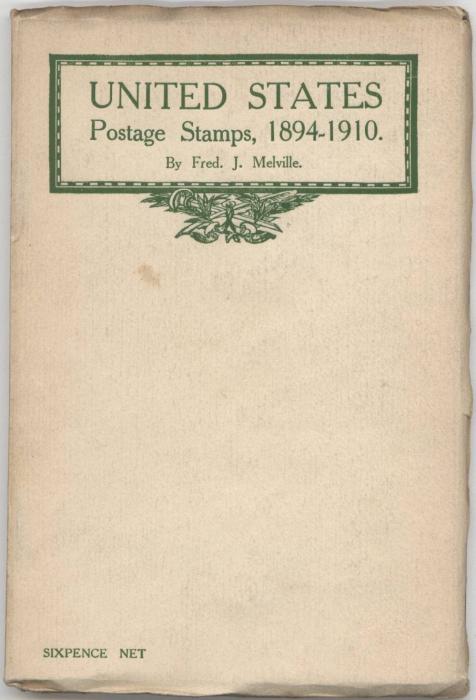 UNITED STATES
Postage Stamps, 1894-1910.
By Fred. J. Melville.
SIXPENCE NET